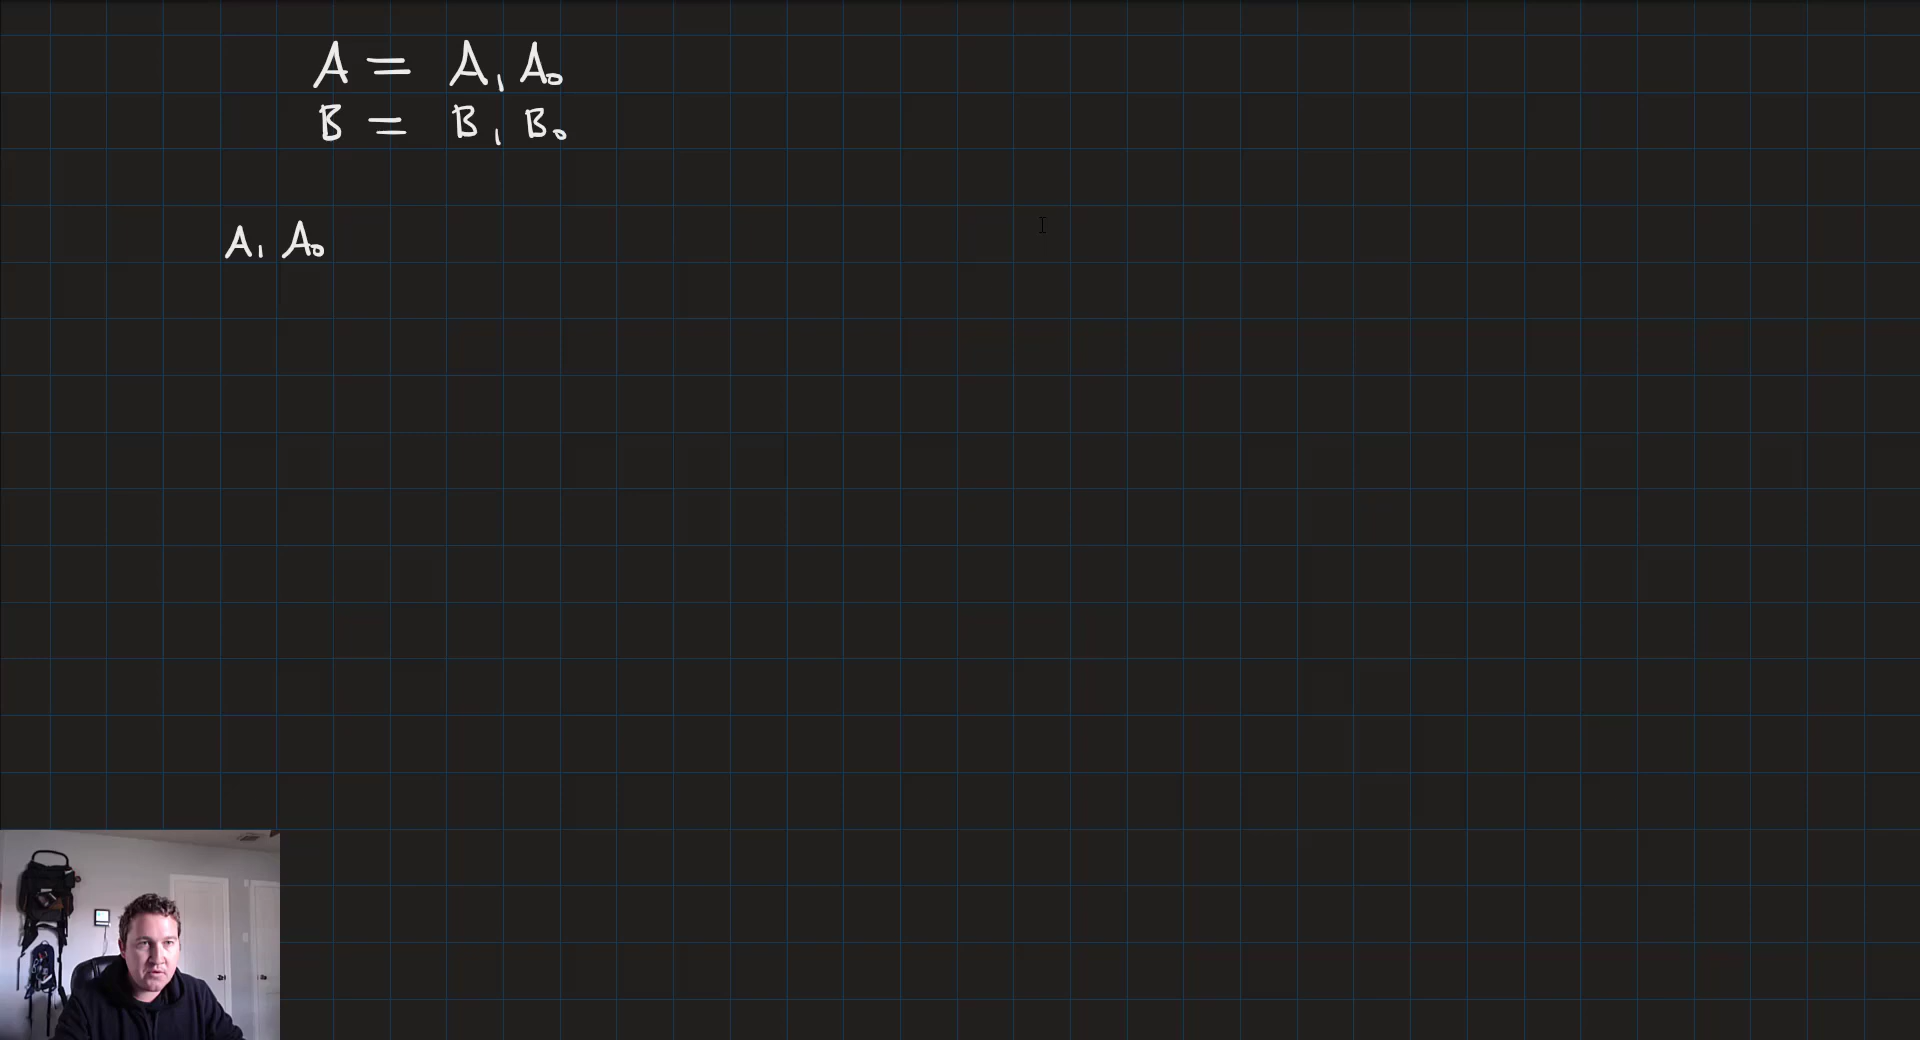 A = A₁ A₀
B = B₁ B₀
A₁ A₀